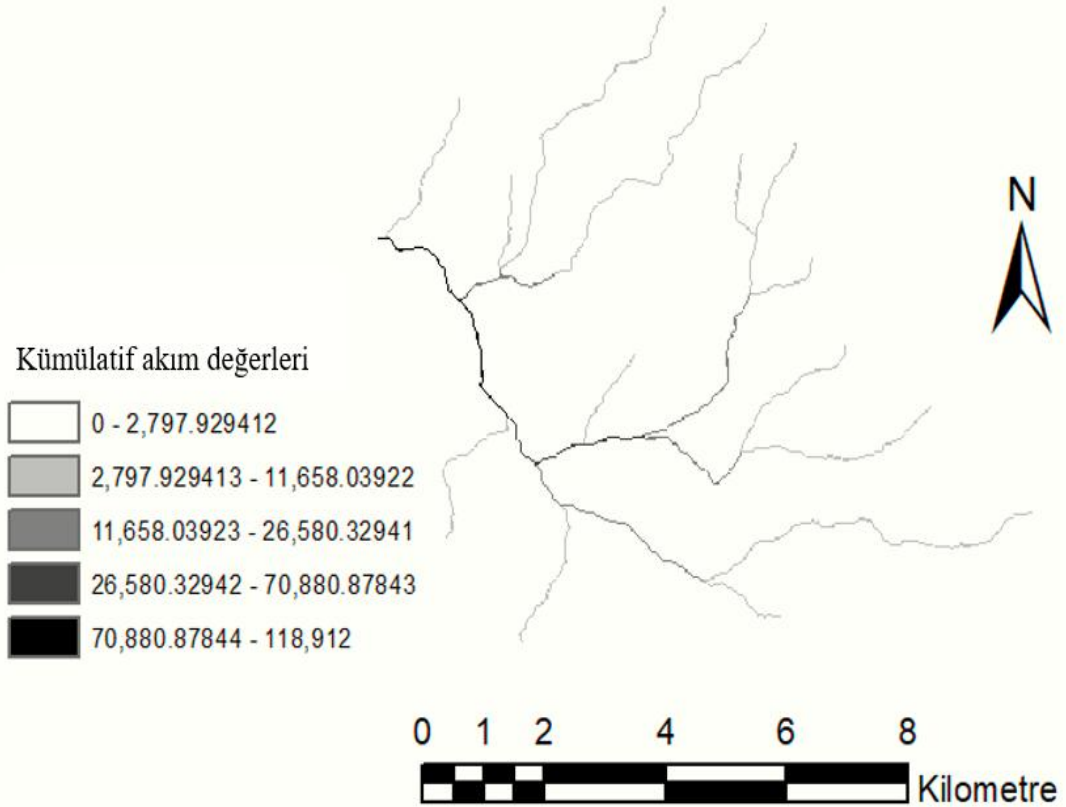 N
Kümülatif akım değerleri
0 - 2,797.929412
2,797.929413 - 11,658.03922
11,658.03923 - 26,580.32941
26,580.32942 - 70,880.87843
70,880.87844 - 118,912
0 1 2 4 6 8
Kilometre